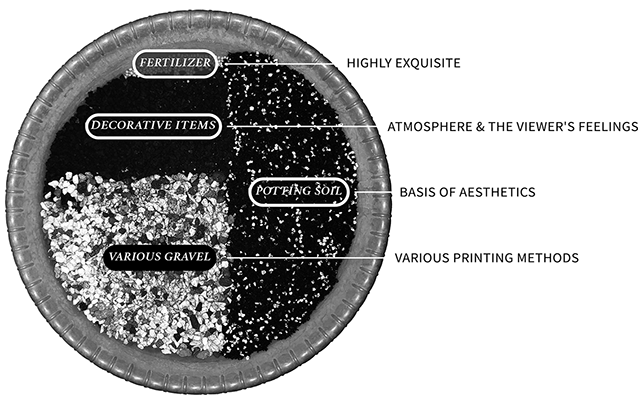 FERTILIZER HIGHLY EXQUISITE
DECORATIVE ITEMS ATMOSPHERE & THE VIEWER'S FEELINGS
POTTING SOIL BASIS OF AESTHETICS
VARIOUS GRAVEL VARIOUS PRINTING METHODS